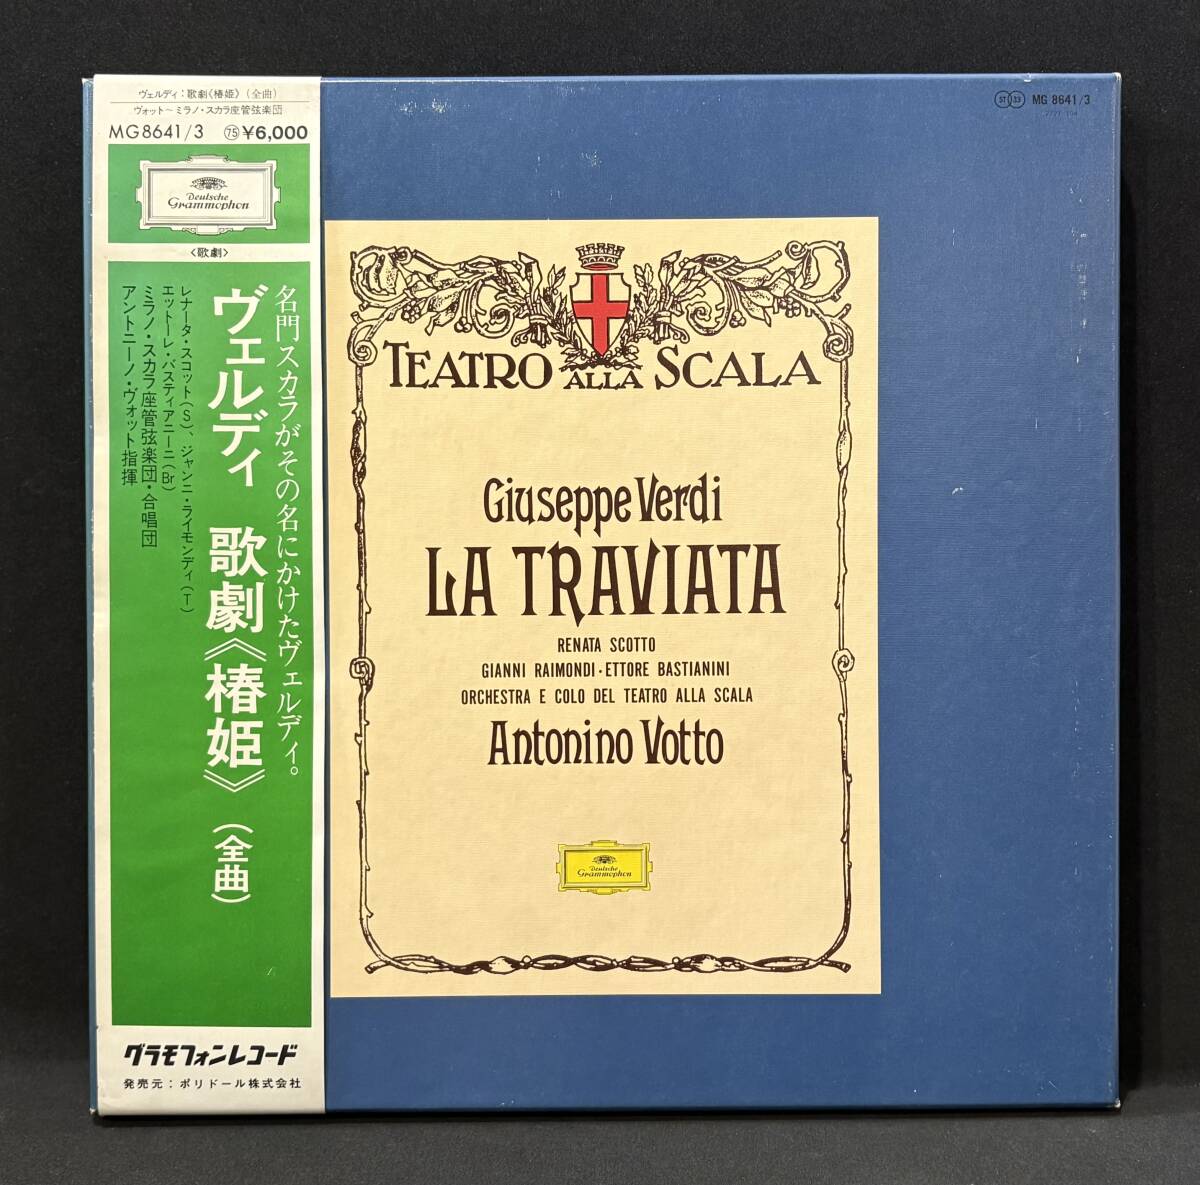 ヴェルディ：歌劇《椿姫》（全曲）
ヴォット～ミラノ・スカラ座管弦楽団
MG8641/3 75 ¥6,000
Deutsche
Grammophon
〈歌劇〉
名門スカラがその名にかけたヴェルディ。
ヴェルディ 歌劇《椿姫》（全曲）
レナータ・スコット（S）、ジャンニ・ライモンディ（T）
エットーレ・バスティアニーニ（Br）
ミラノ・スカラ座管弦楽団・合唱団
アントニーノ・ヴォット指揮
グラモフォンレコード
発売元：ポリドール株式会社
ST 33 MG 8641/3
TEATRO ALLA SCALA
Giuseppe Verdi
LA TRAVIATA
RENATA SCOTTO
GIANNI RAIMONDI・ETTORE BASTIANINI
ORCHESTRA E COLO DEL TEATRO ALLA SCALA
Antonino Votto
Deutsche
Grammophon